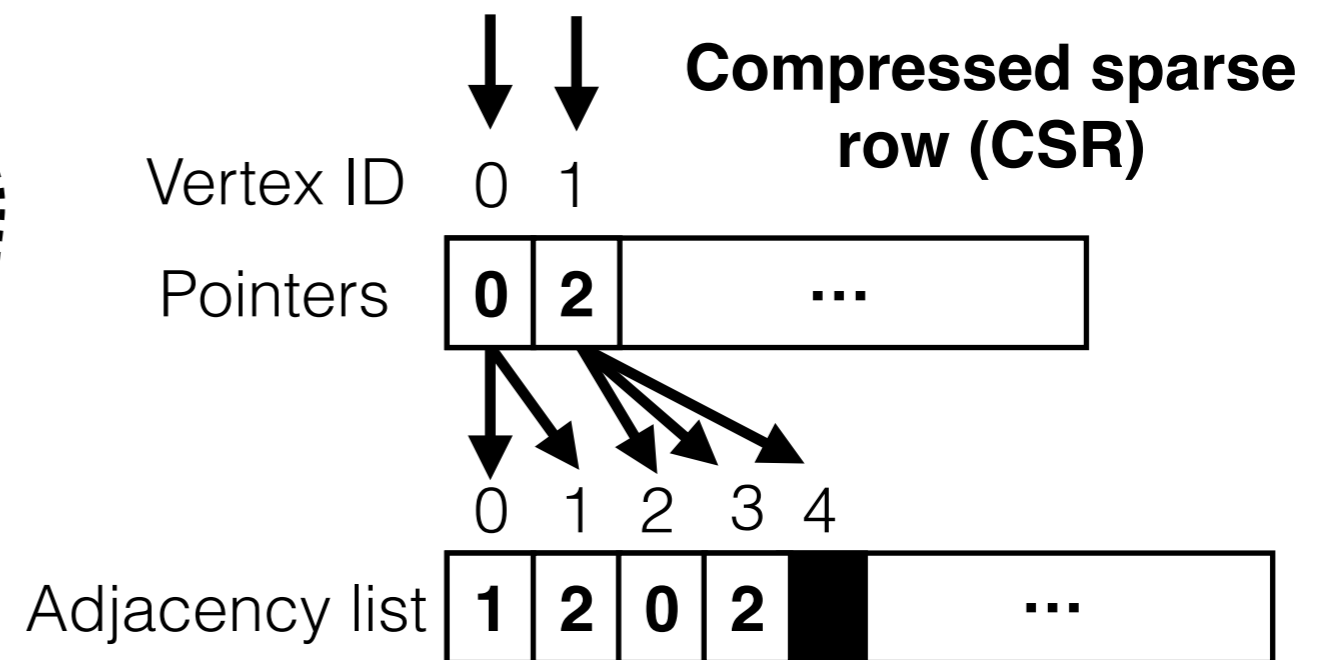 Compressed sparse
row (CSR)
Vertex ID 0 1
Pointers 0 2 ...
0 1 2 3 4
Adjacency list 1 2 0 2 ...